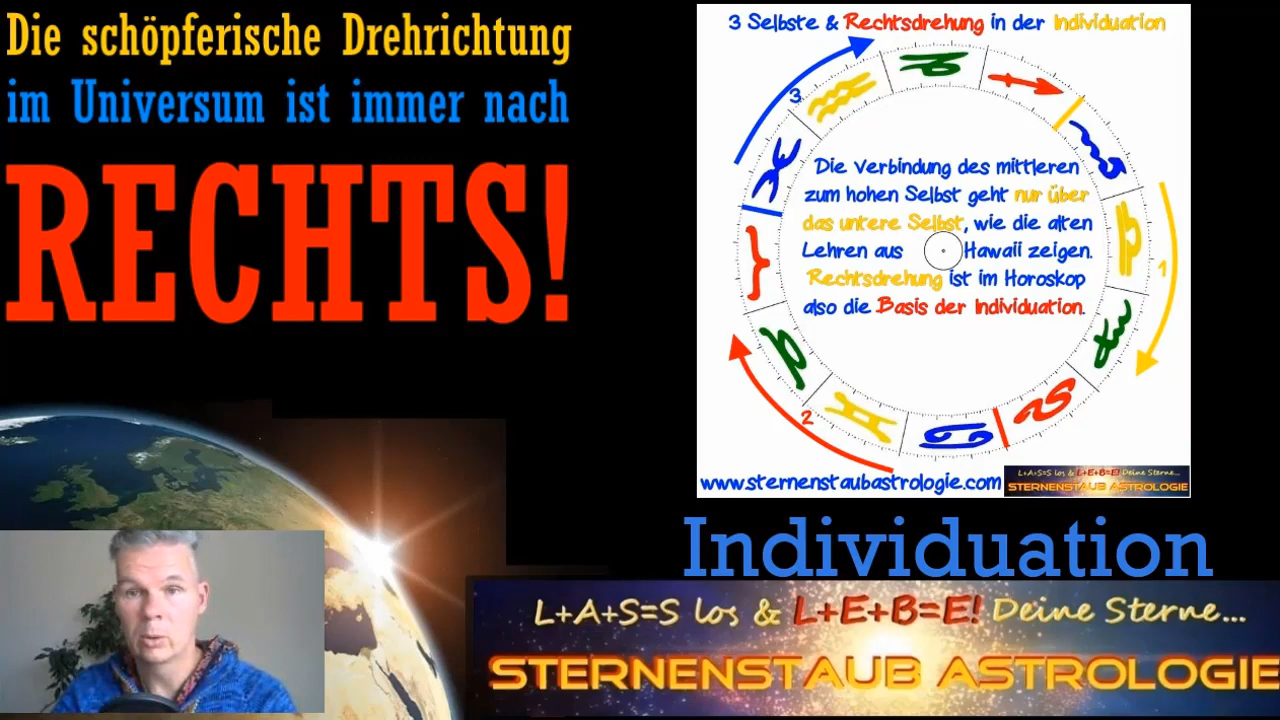 Die schöpferische Drehrichtung
im Universum ist immer nach
RECHTS!
3 Selbste & Rechtsdrehung in der Individuation
3
Die Verbindung des mittleren
zum hohen Selbst geht nur über
das untere Selbst, wie die alten
Lehren aus Hawaii zeigen.
Rechtsdrehung ist im Horoskop
also die Basis der Individuation.
1
2
www.sternenstaubastrologie.com
L+A+S=S los & L+E+B=E! Deine Sterne...
STERNENSTAUB ASTROLOGIE
Individuation
L+A+S=S los & L+E+B=E! Deine Sterne...
STERNENSTAUB ASTROLOGIE